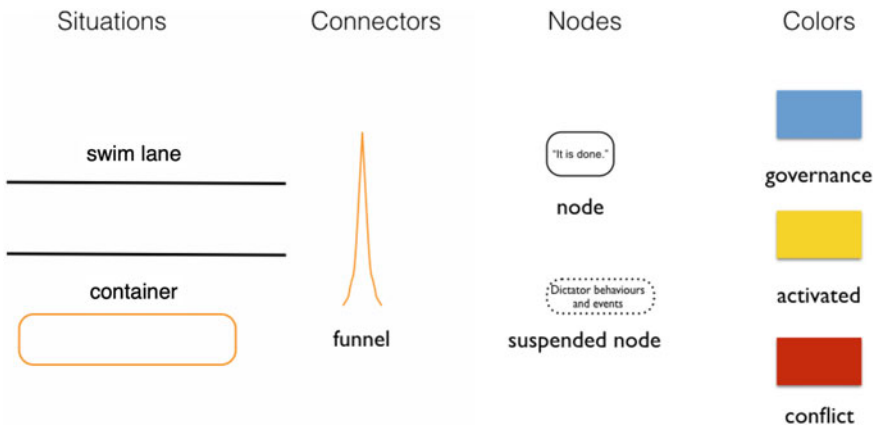 Situations
Connectors
Nodes
Colors
swim lane
container
funnel
"It is done."
node
Dictator behaviours
and events
suspended node
governance
activated
conflict